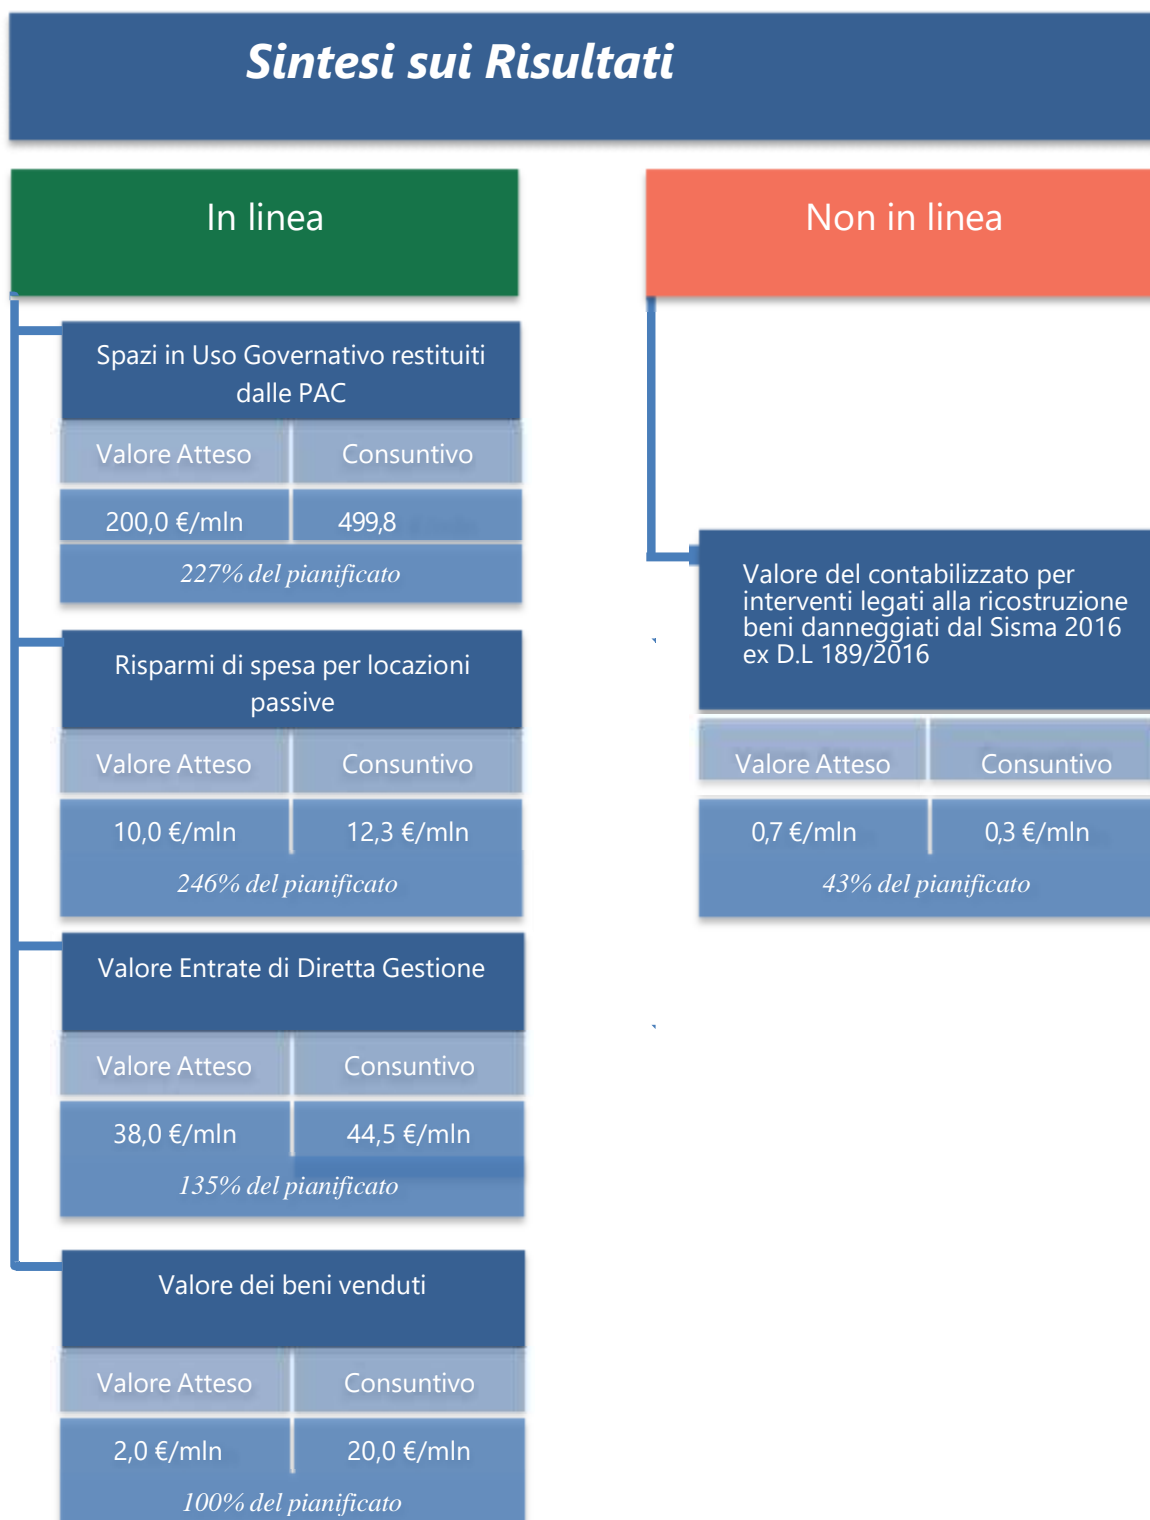 Sintesi sui Risultati
In linea
Spazi in Uso Governativo restituiti
dalle PAC
Valore Atteso Consuntivo
200,0 €/mln 499,8
227% del pianificato
Risparmi di spesa per locazioni
passive
Valore Atteso Consuntivo
10,0 €/mln 12,3 €/mln
246% del pianificato
Valore Entrate di Diretta Gestione
Valore Atteso Consuntivo
38,0 €/mln 44,5 €/mln
135% del pianificato
Valore dei beni venduti
Valore Atteso Consuntivo
2,0 €/mln 20,0 €/mln
100% del pianificato
Non in linea
Valore del contabilizzato per
interventi legati alla ricostruzione
beni danneggiati dal Sisma 2016
ex D.L 189/2016
Valore Atteso Consuntivo
0,7 €/mln 0,3 €/mln
43% del pianificato